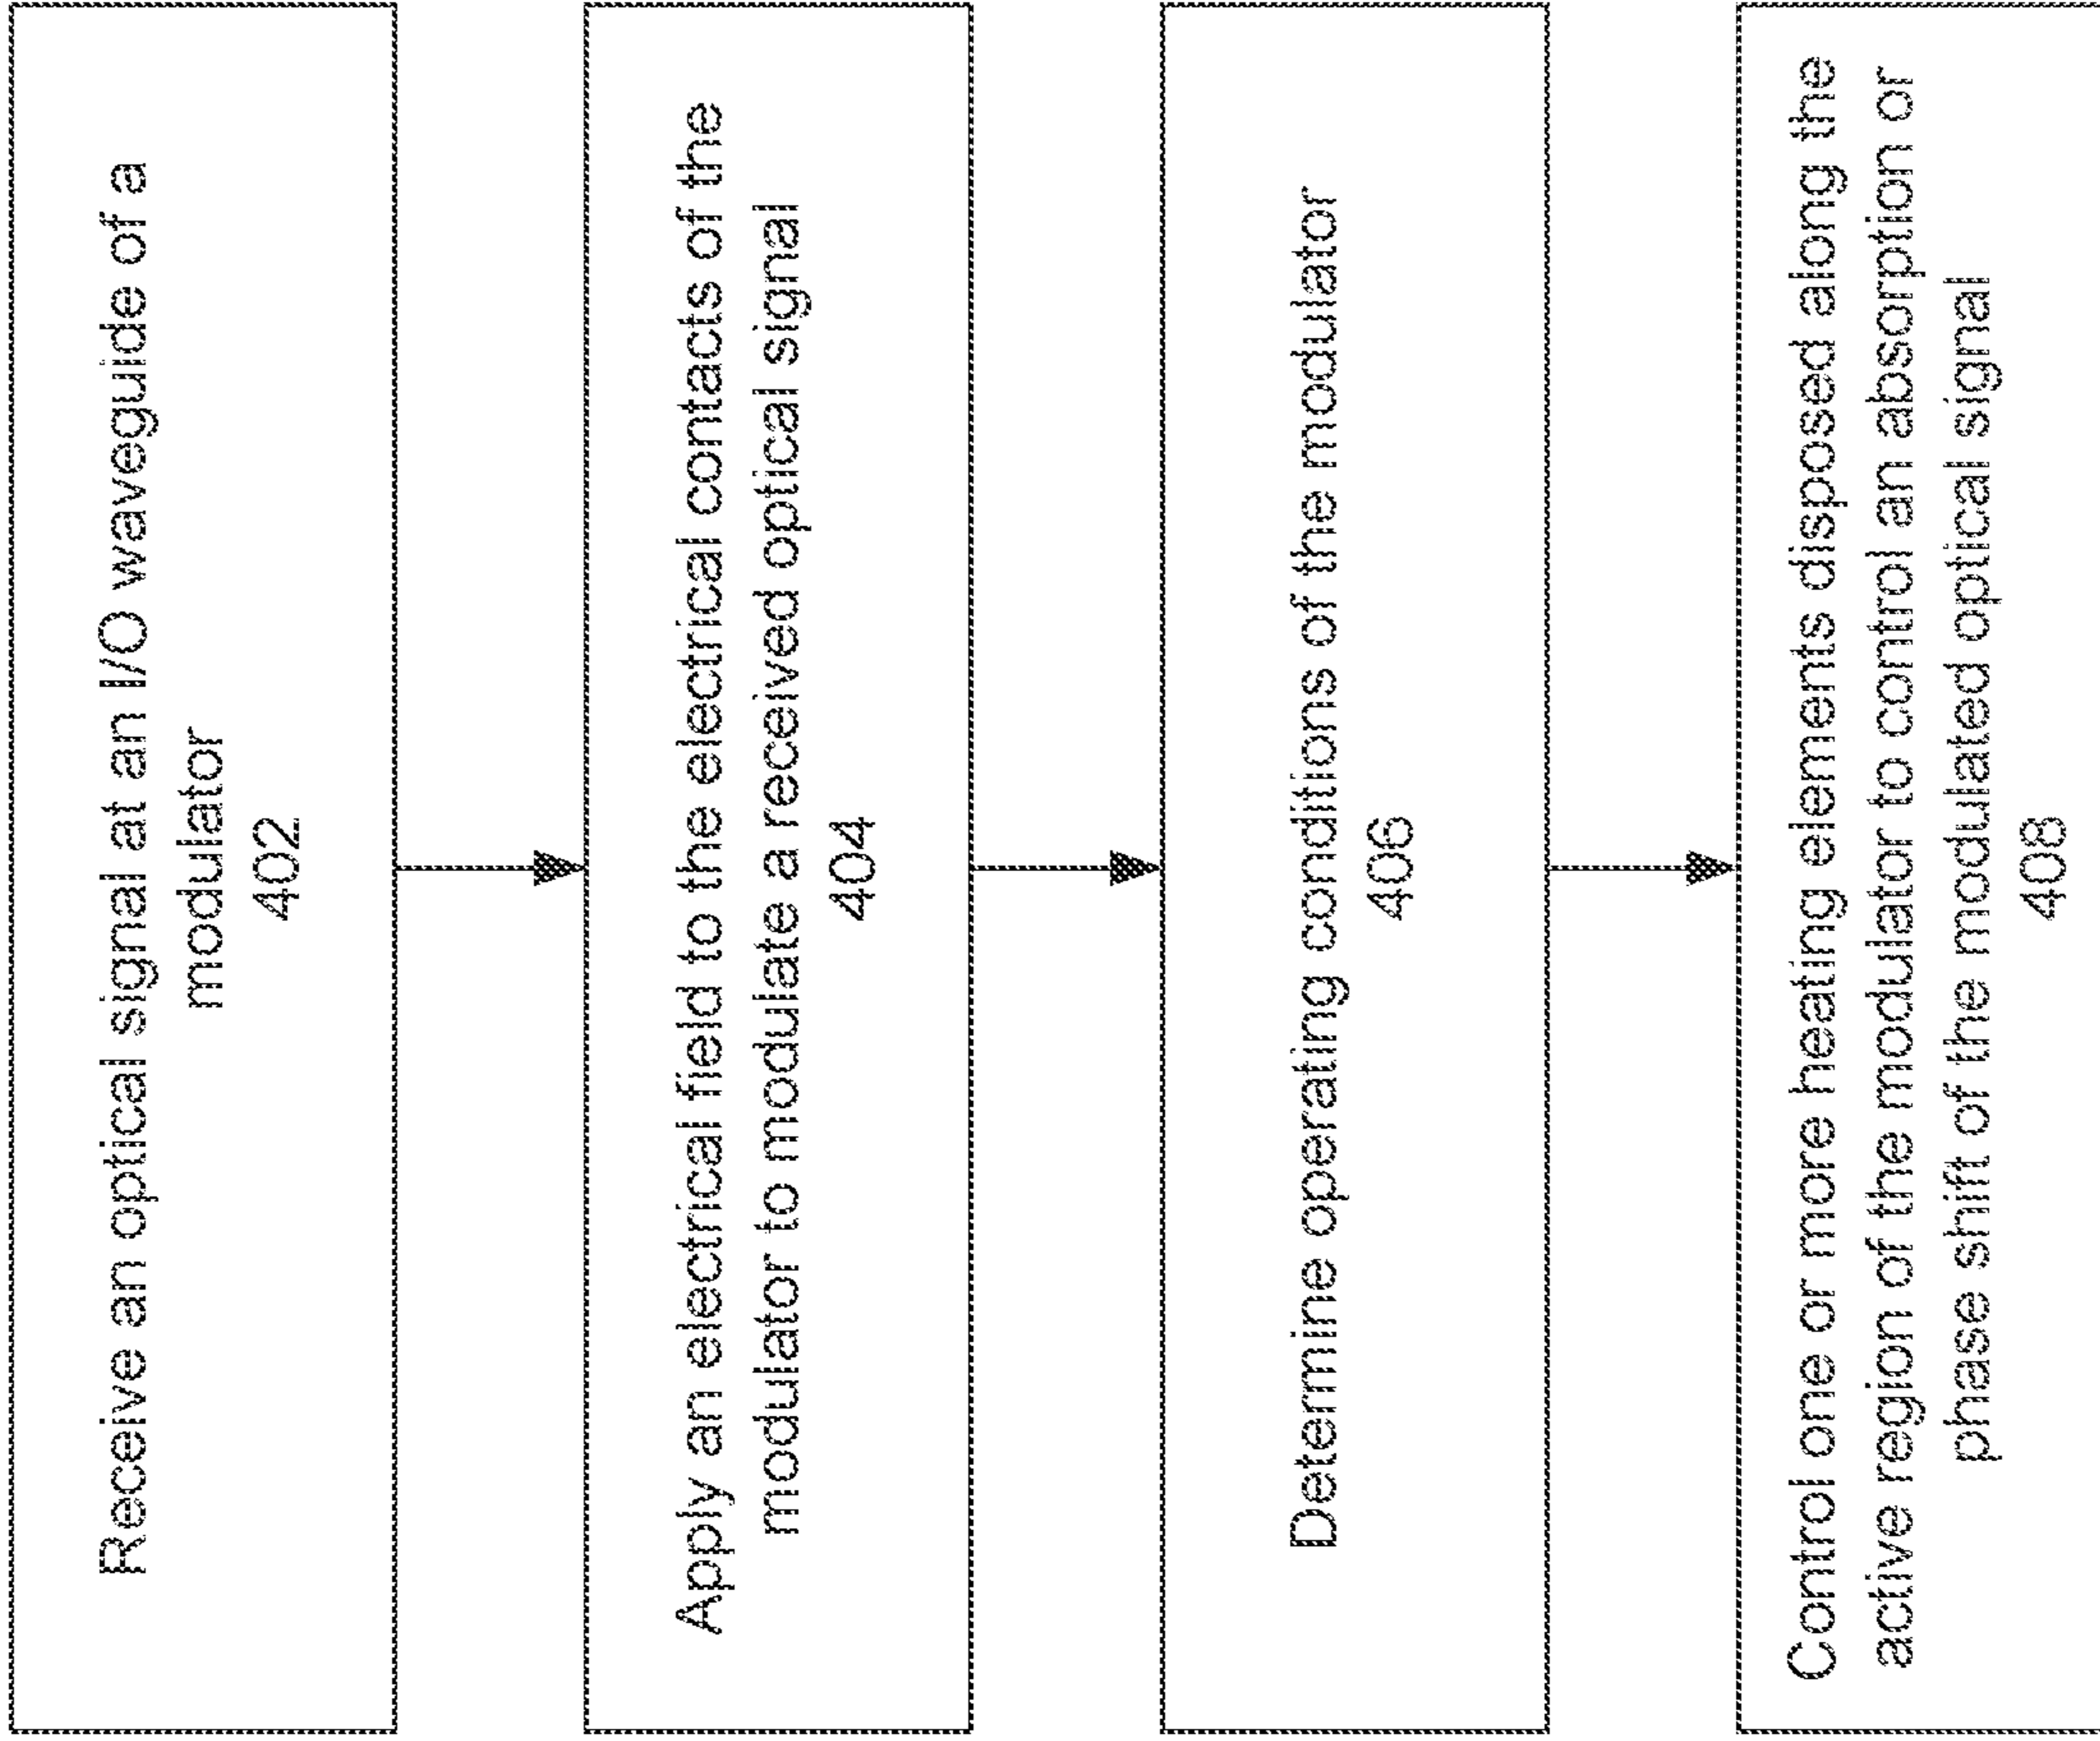 Receive an optical signal at an I/O waveguide of a
modulator
402
Apply an electrical field to the electrical contacts of the
modulator to modulate a received optical signal
404
Determine operating conditions of the modulator
406
Control one or more heating elements disposed along the
active region of the modulator to control an absorption or
phase shift of the modulated optical signal
408